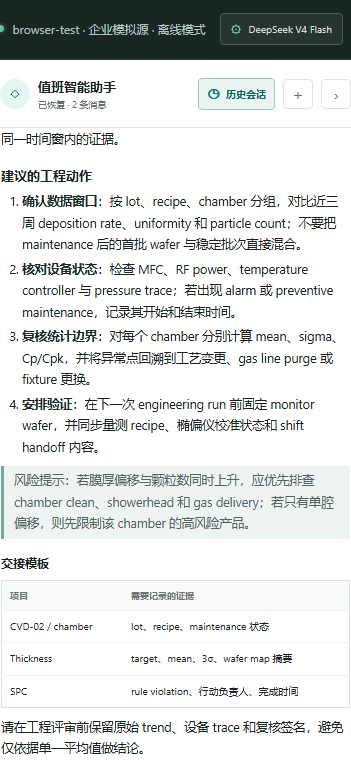 browser-test · 企业模拟源 · 离线模式
DeepSeek V4 Flash
值班智能助手
已恢复 · 2 条消息
历史会话
同一时间窗内的证据。
建议的工程动作
1. 确认数据窗口：按 lot、recipe、chamber 分组，对比近三
周 deposition rate、uniformity 和 particle count；不要把
maintenance 后的首批 wafer 与稳定批次直接混合。
2. 核对设备状态：检查 MFC、RF power、temperature
controller 与 pressure trace；若出现 alarm 或 preventive
maintenance，记录其开始和结束时间。
3. 复核统计边界：对每个 chamber 分别计算 mean、sigma、
Cp/Cpk，并将异常点回溯到工艺变更、gas line purge 或
fixture 更换。
4. 安排验证：在下一次 engineering run 前固定 monitor
wafer，并同步量测 recipe、椭偏仪校准状态和 shift
handoff 内容。
风险提示：若膜厚偏移与颗粒数同时上升，应优先排查
chamber clean、showerhead 和 gas delivery；若只有单腔
偏移，则先限制该 chamber 的高风险产品。
交接模板
项目 需要记录的证据
CVD-02 / chamber lot、recipe、maintenance 状态
Thickness target、mean、3σ、wafer map 摘要
SPC rule violation、行动负责人、完成时间
请在工程评审前保留原始 trend、设备 trace 和复核签名，避免
仅依据单一平均值做结论。